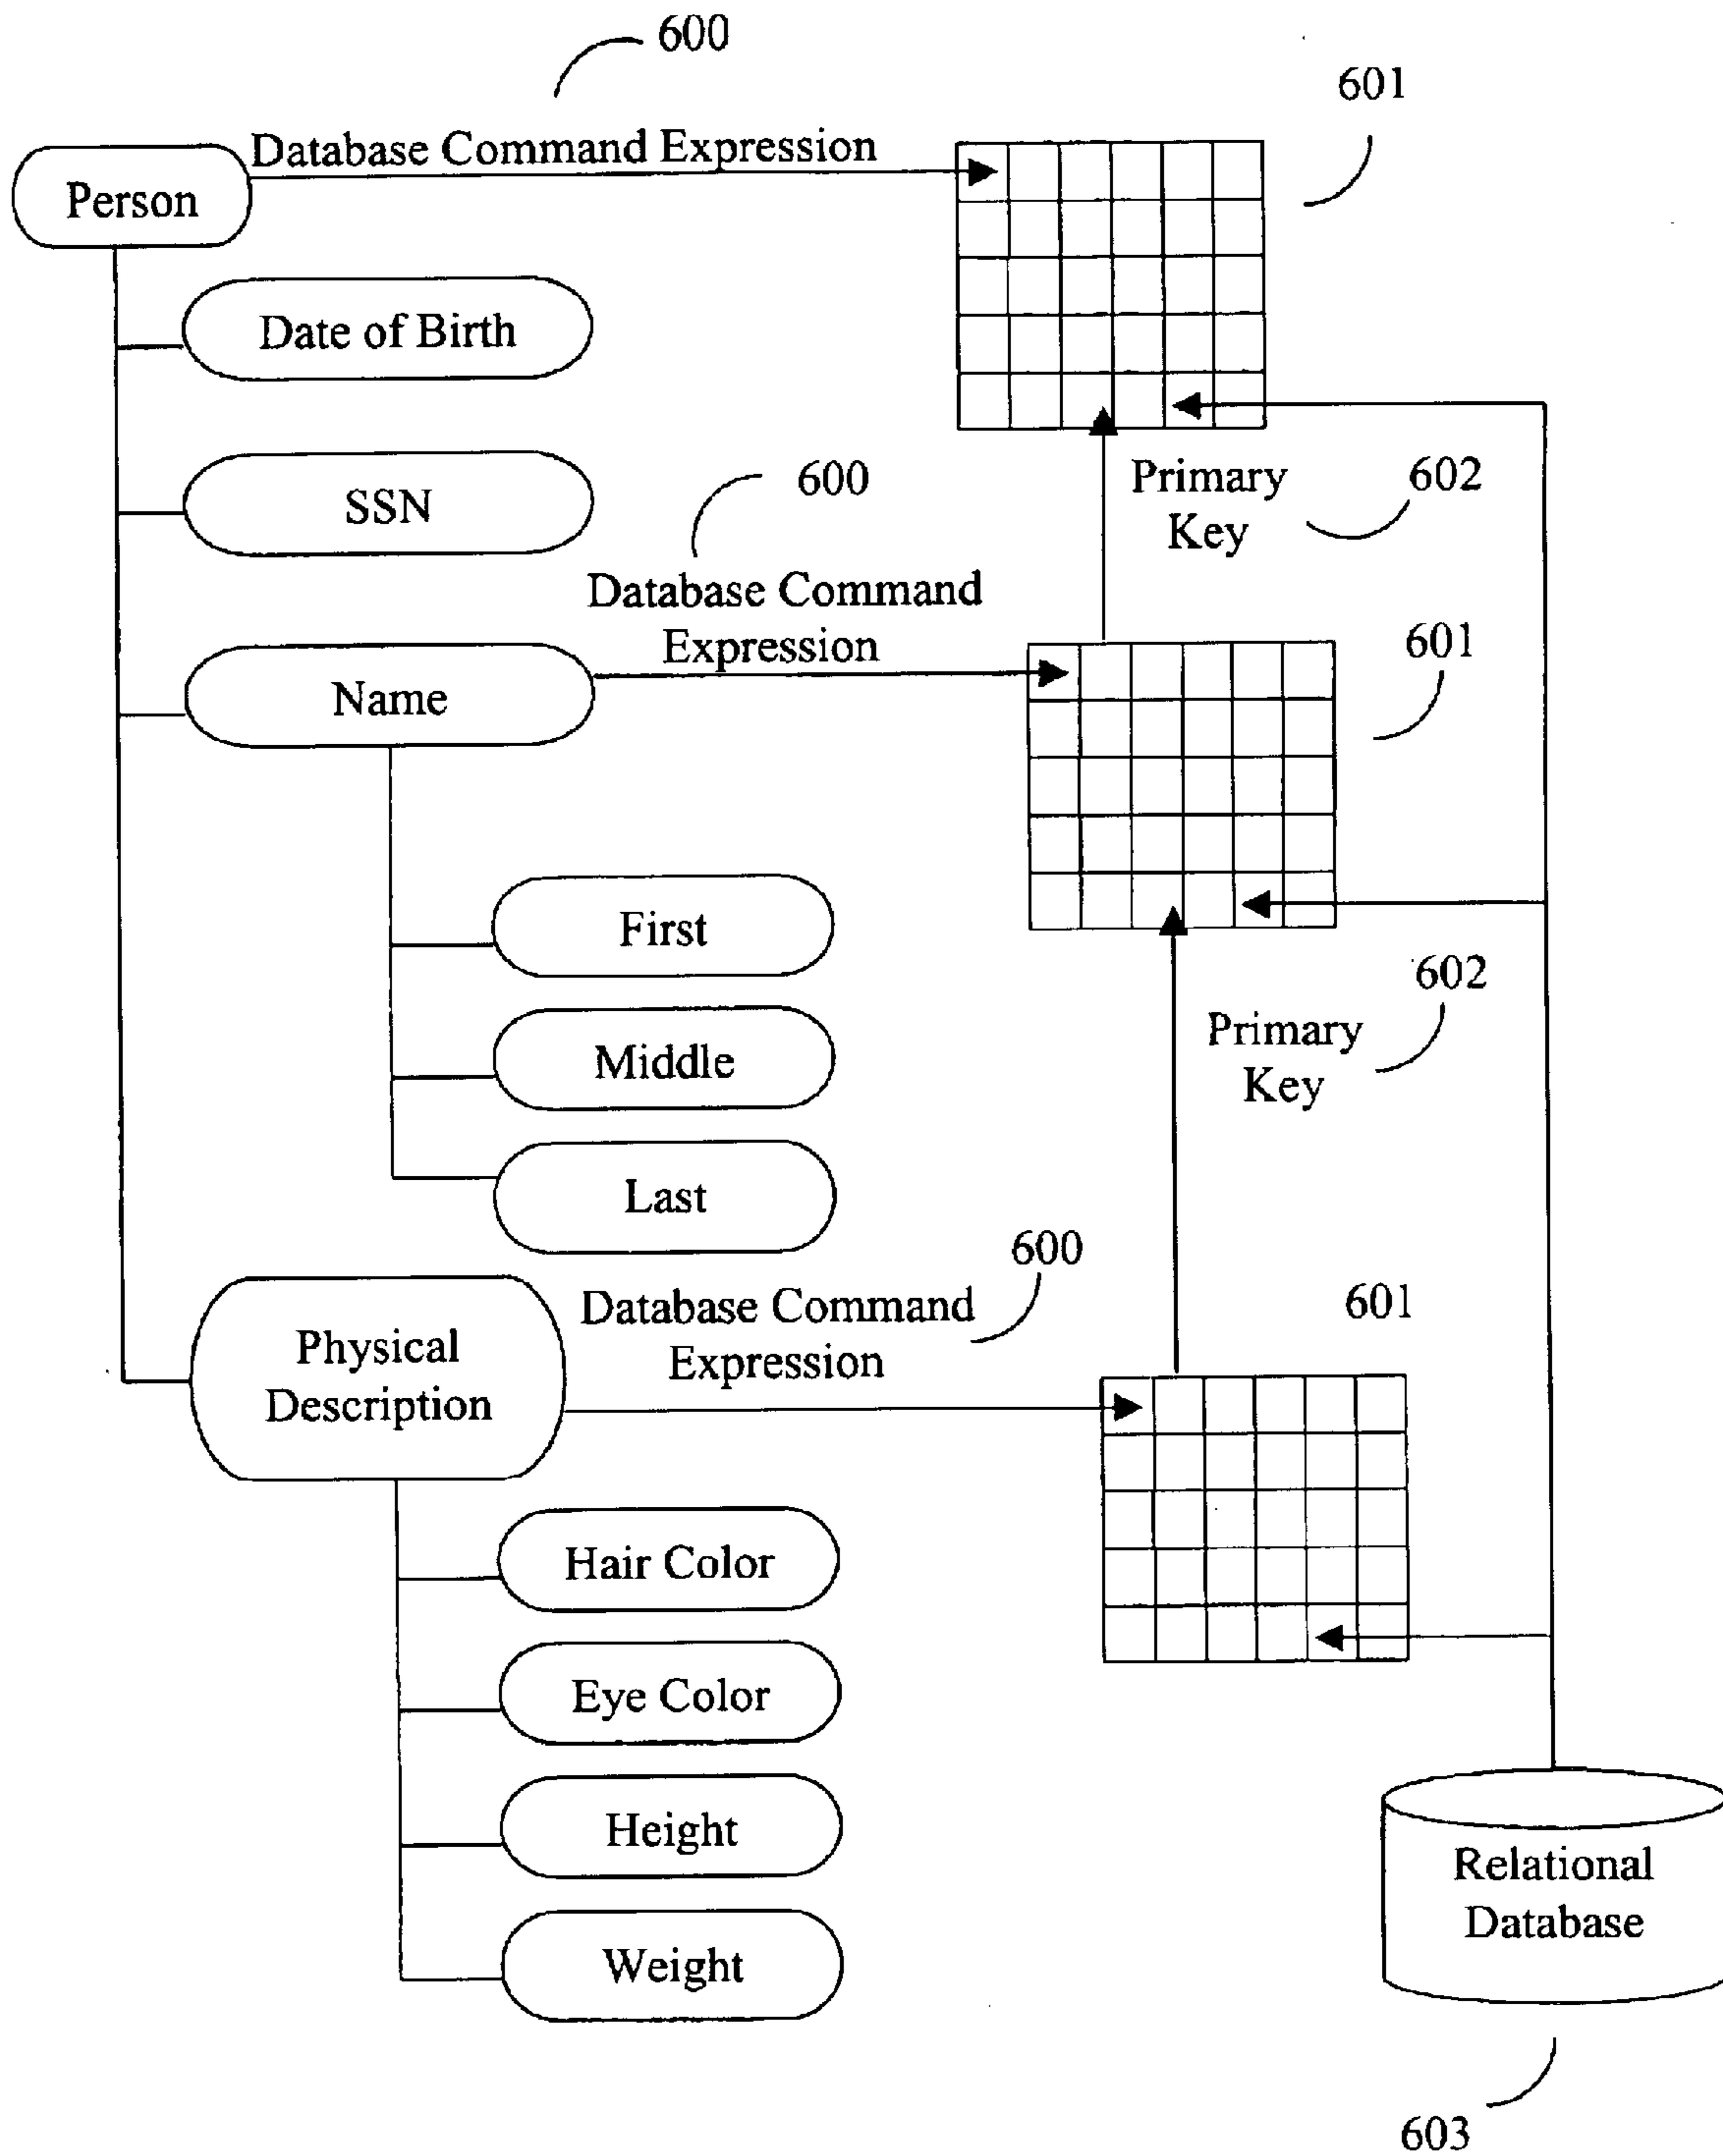 600
601
Database Command Expression
Person
Date of Birth
SSN
600
Primary
Key
602
Database Command
Expression
601
Name
First
602
Primary
Key
Middle
Last
600
Database Command
Expression
601
Physical
Description
Hair Color
Eye Color
Height
Weight
Relational
Database
603